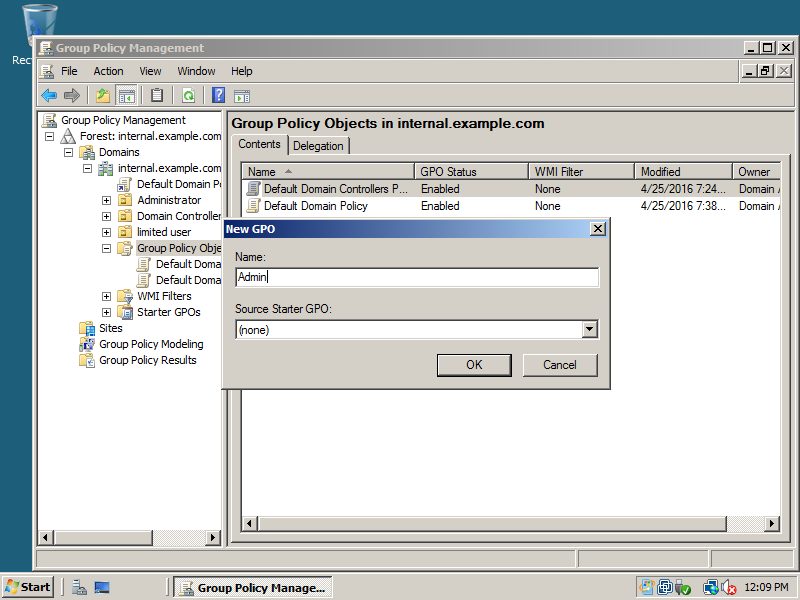 Rec
Group Policy Management
File Action View Window Help
Group Policy Management
Forest: internal.example.com
Domains
internal.example.com
Default Domain Po
Administrator
Domain Controller
limited user
Group Policy Obje
Default Doma
Default Doma
WMI Filters
Starter GPOs
Sites
Group Policy Modeling
Group Policy Results
Group Policy Objects in internal.example.com
Contents Delegation
Name GPO Status WMI Filter Modified Owner
Default Domain Controllers P... Enabled None 4/25/2016 7:24... Domain A
Default Domain Policy Enabled None 4/25/2016 7:38... Domain A
New GPO
Name:
Admin
Source Starter GPO:
(none)
OK Cancel
Start Group Policy Manage... 12:09 PM